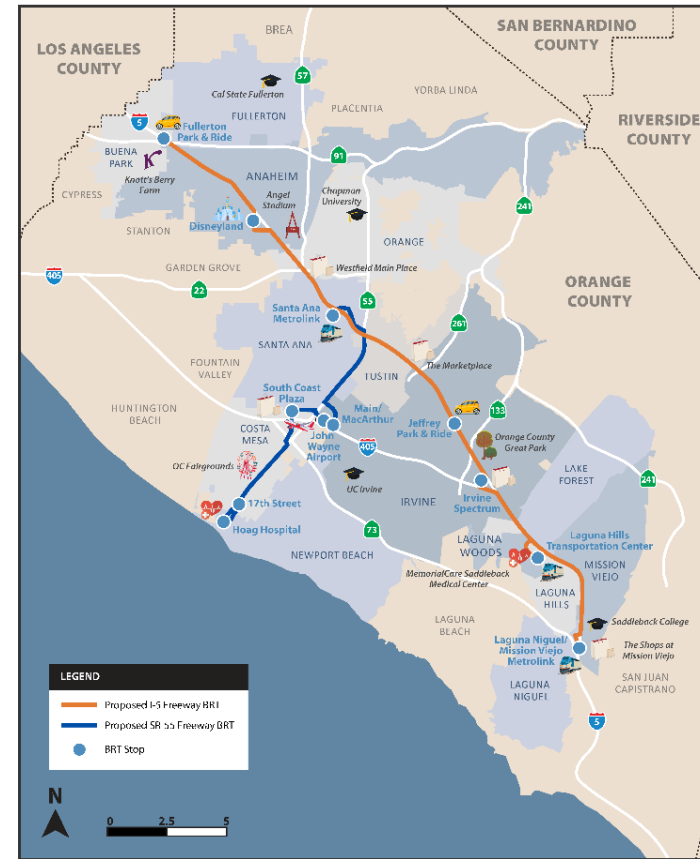 SAN BERNARDINO
COUNTY
BREA
LOS ANGELES
COUNTY
57
Cal State Fullerton
YORBA LINDA
PLACENTIA
FULLERTON
5
Fullerton
Park & Ride
RIVERSIDE
COUNTY
BUENA
PARK
91
Knott's Berry
Farm
ANAHEIM
CYPRESS
Angel
Stadium
Chapman
University
241
STANTON
Disneyland
ORANGE
GARDEN GROVE
Westfield Main Place
405
22
ORANGE
COUNTY
55
Santa Ana
Metrolink
261
SANTA ANA
FOUNTAIN
VALLEY
The Marketplace
TUSTIN
South Coast
Plaza
HUNTINGTON
BEACH
Main/
MacArthur
133
COSTA
MESA
John
Wayne
Airport
405
Jeffrey
Park & Ride
Orange County
Great Park
OC Fairgrounds
UC Irvine
LAKE
FOREST
241
IRVINE
Irvine
Spectrum
17th Street
Hoag Hospital
73
NEWPORT BEACH
LAGUNA
WOODS
Laguna Hills
Transportation Center
MISSION
VIEJO
MemorialCare Saddleback
Medical Center
LAGUNA
HILLS
LAGUNA
BEACH
Saddleback College
Laguna Niguel/
Mission Viejo
Metrolink
The Shops at
Mission Viejo
SAN JUAN
CAPISTRANO
LAGUNA
NIGUEL
5
LEGEND
Proposed I-5 Freeway BRT
Proposed SR 55 Freeway BRT
BRT Stop
N
0 2.5 5